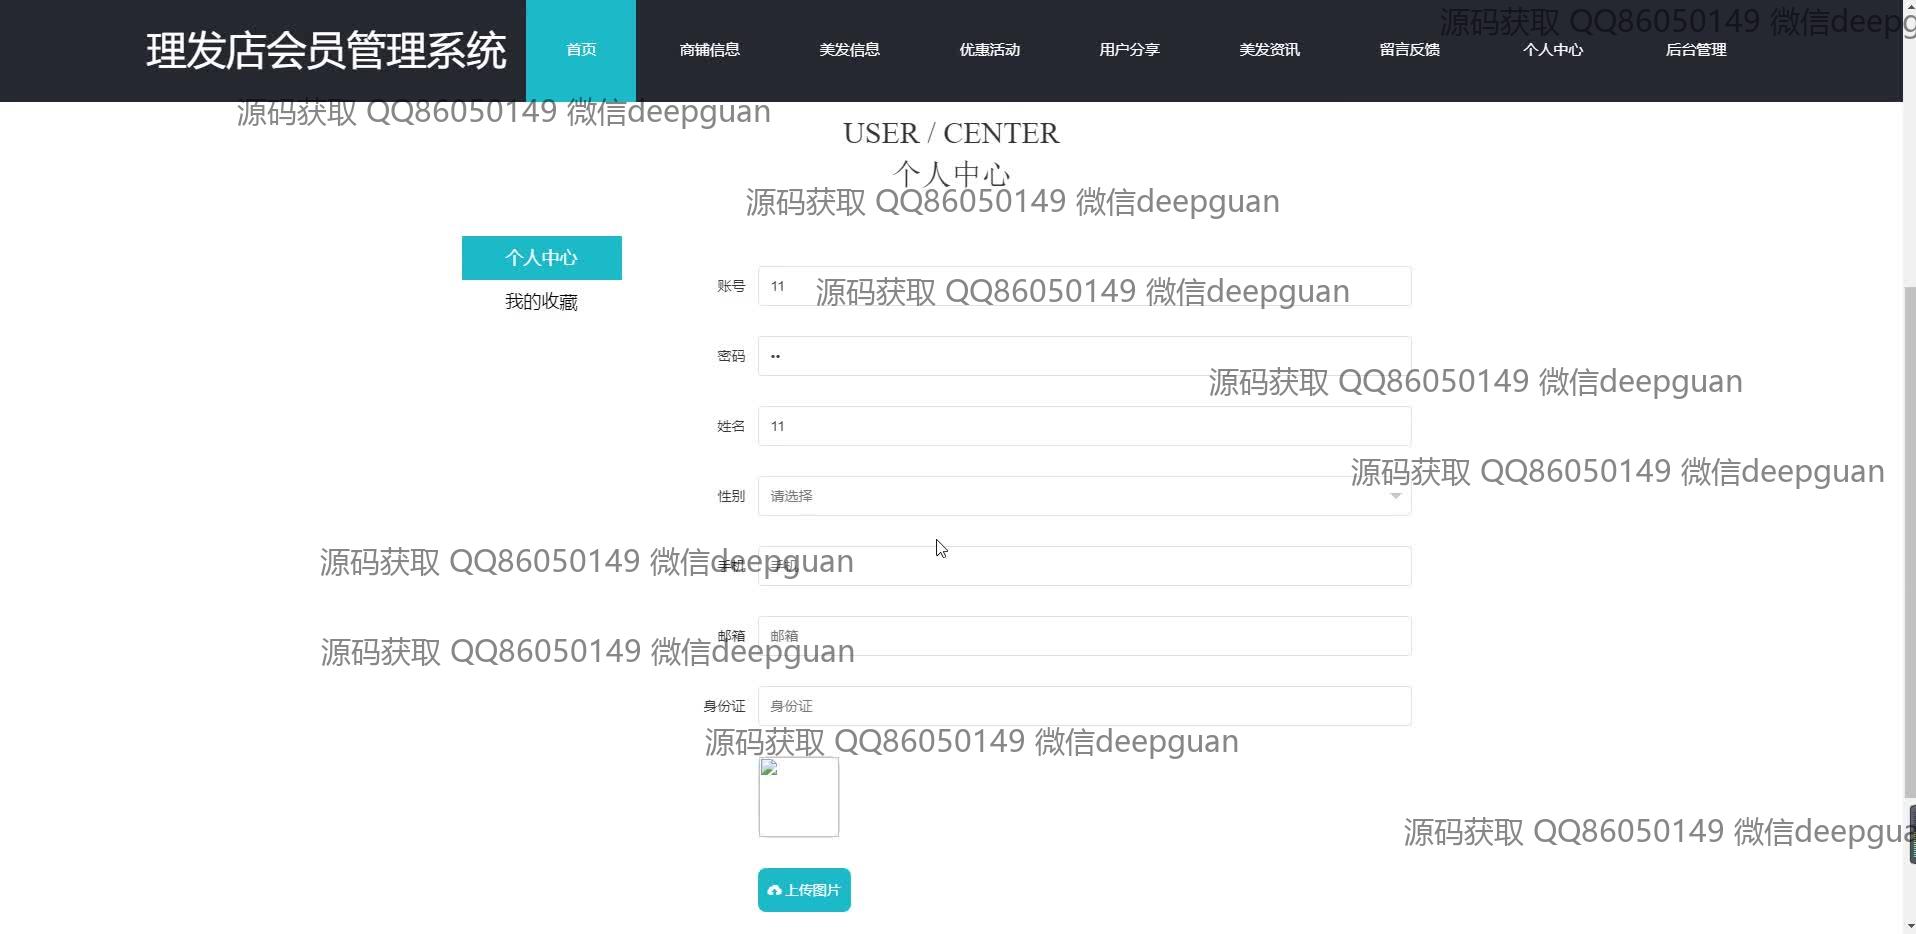 理发店会员管理系统 首页 商铺信息 美发信息 优惠活动 用户分享 美发资讯 留言反馈 个人中心 后台管理
源码获取 QQ86050149 微信deepg
源码获取 QQ86050149 微信deepguan
USER / CENTER
个人中心
源码获取 QQ86050149 微信deepguan
个人中心
我的收藏
账号 11
源码获取 QQ86050149 微信deepguan
密码 ••
源码获取 QQ86050149 微信deepguan
姓名 11
源码获取 QQ86050149 微信deepguan
性别 请选择
源码获取 QQ86050149 微信deepguan
手机 手机
邮箱 邮箱
源码获取 QQ86050149 微信deepguan
身份证 身份证
源码获取 QQ86050149 微信deepguan
源码获取 QQ86050149 微信deepgua
上传图片